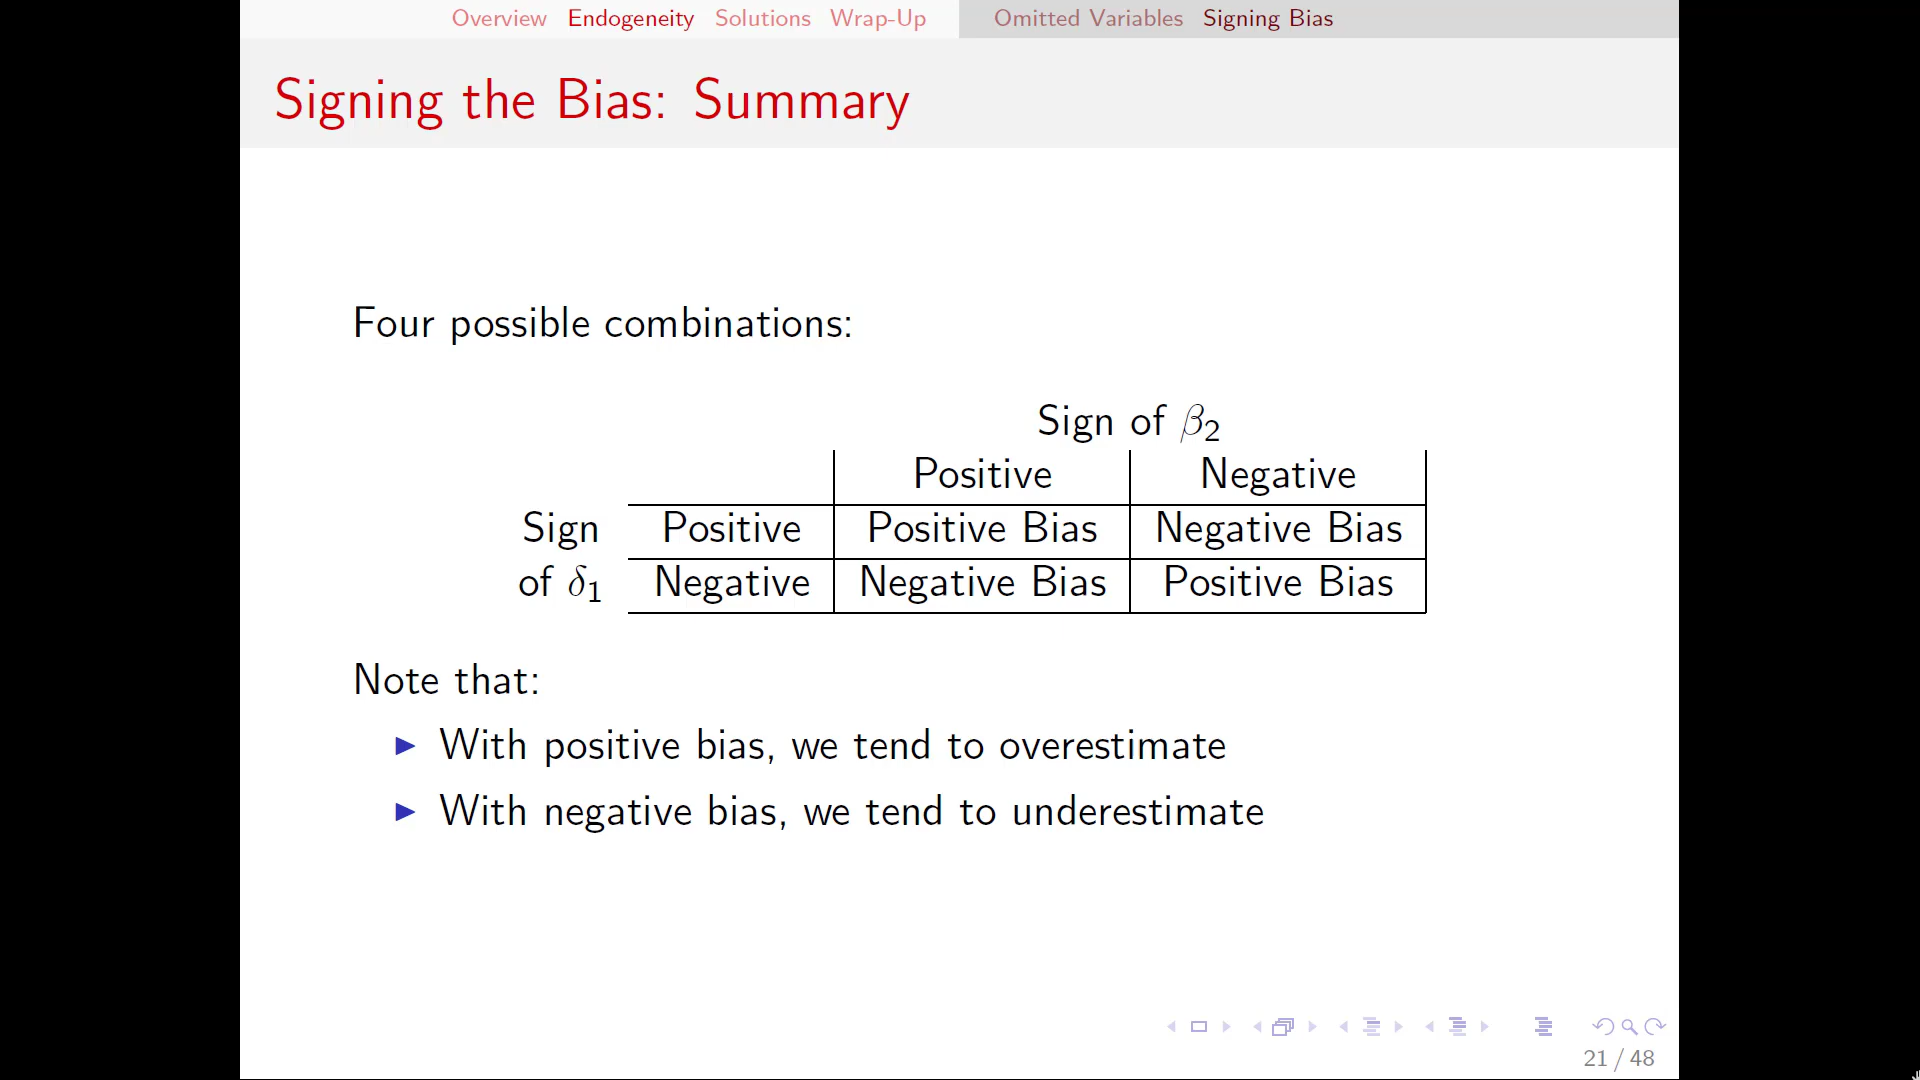 Overview Endogeneity Solutions Wrap-Up Omitted Variables Signing Bias
Signing the Bias: Summary
Four possible combinations:
Sign of β₂
Positive Negative
Sign Positive Positive Bias Negative Bias
of δ₁ Negative Negative Bias Positive Bias
Note that:
With positive bias, we tend to overestimate
With negative bias, we tend to underestimate
21 / 48